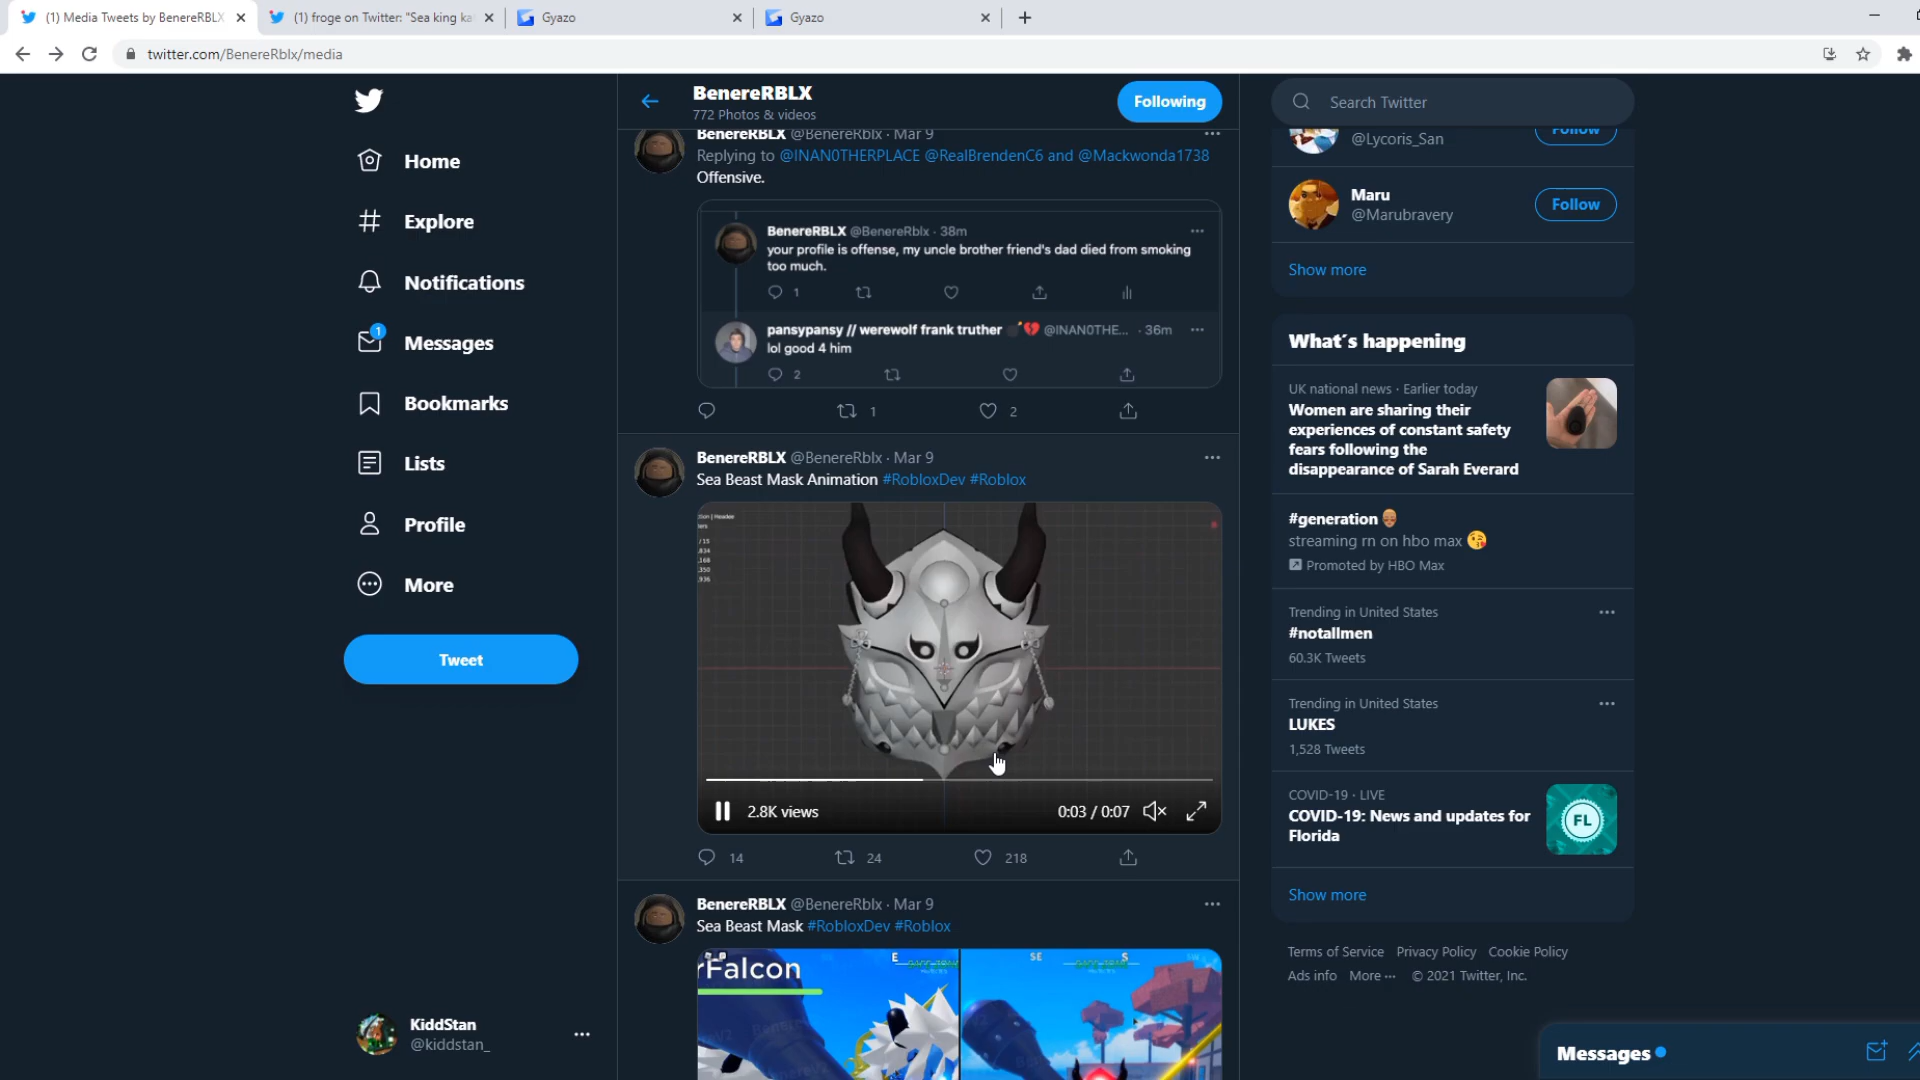 (1) Media Tweets by BenereRBLX
(1) froge on Twitter: "Sea king ka
Gyazo
Gyazo
twitter.com/BenereRblx/media
Home
Explore
Notifications
1
Messages
Bookmarks
Lists
Profile
More
Tweet
KiddStan
@kiddstan_
BenereRBLX
772 Photos & videos
Following
BenereRBLX @BenereRblx · Mar 9
Replying to @INAN0THERPLACE @RealBrendenC6 and @Mackwonda1738
Offensive.
BenereRBLX @BenereRblx · 38m
your profile is offense, my uncle brother friend's dad died from smoking
too much.
1
pansypansy // werewolf frank truther @INAN0THE... · 36m
lol good 4 him
2
1 2
BenereRBLX @BenereRblx · Mar 9
Sea Beast Mask Animation #RobloxDev #Roblox
2.8K views
0:03 / 0:07
14 24 218
BenereRBLX @BenereRblx · Mar 9
Sea Beast Mask #RobloxDev #Roblox
rFalcon
E
SE
S
Search Twitter
@Lycoris_San
Follow
Maru
@Marubravery
Follow
Show more
What's happening
UK national news · Earlier today
Women are sharing their
experiences of constant safety
fears following the
disappearance of Sarah Everard
#generation
streaming rn on hbo max
Promoted by HBO Max
Trending in United States
#notallmen
60.3K Tweets
Trending in United States
LUKES
1,528 Tweets
COVID-19 · LIVE
COVID-19: News and updates for
Florida
FL
Show more
Terms of Service Privacy Policy Cookie Policy
Ads info More ··· © 2021 Twitter, Inc.
Messages